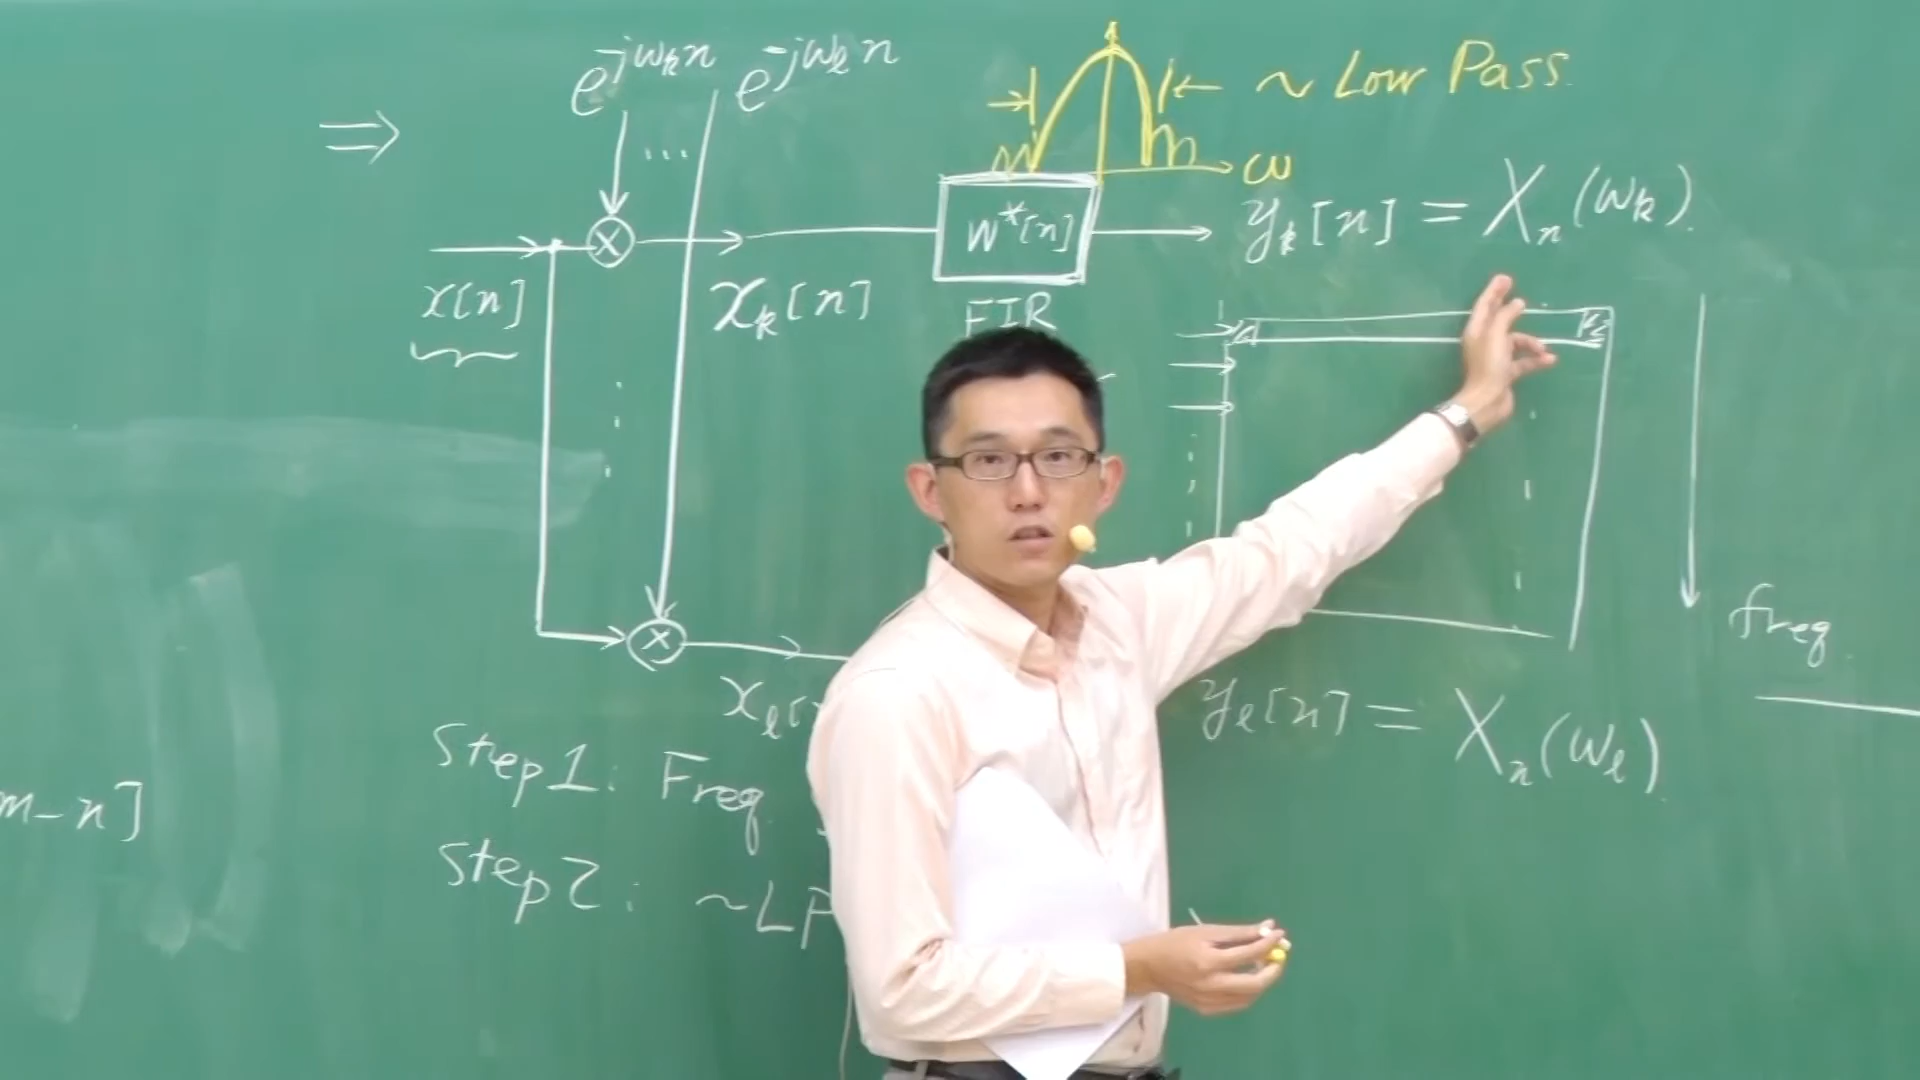 ⇒ e^{-jω_k n} ... e^{-jω_ℓ n}
~ Low Pass
ω
x[n]
x_k[n]
w*[n]
FIR
y_k[n] = X_n(ω_k).
freq.
x_ℓ[
y_ℓ[n] = X_n(ω_ℓ).
m-n]
Step 1: Freq.
Step 2: ~LP